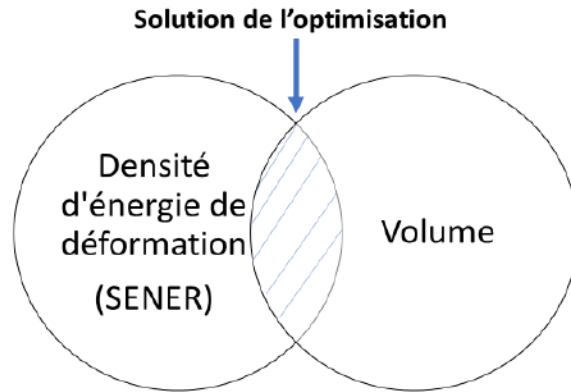 Solution de l’optimisation
Densité
d'énergie de
déformation
(SENER)
Volume